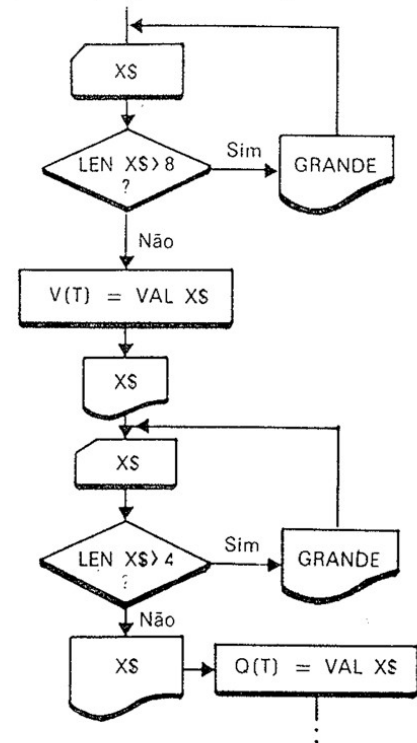 X$
LEN X$>8
?
Sim
GRANDE
Não
V(T) = VAL X$
X$
X$
LEN X$>4
?
Sim
GRANDE
Não
X$
Q(T) = VAL X$